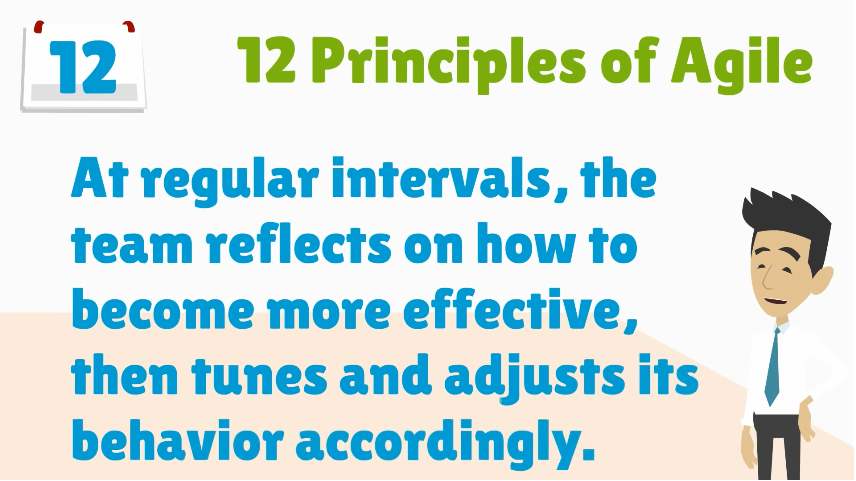 12
12 Principles of Agile
At regular intervals, the
team reflects on how to
become more effective,
then tunes and adjusts its
behavior accordingly.